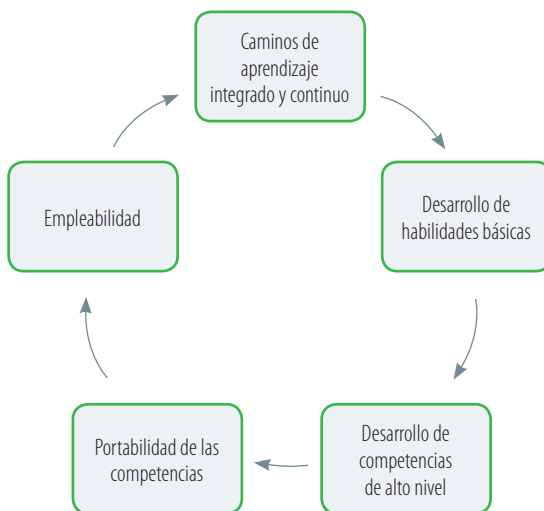 Caminos de
aprendizaje
integrado y continuo
Desarrollo de
habilidades básicas
Desarrollo de
competencias
de alto nivel
Portabilidad de las
competencias
Empleabilidad